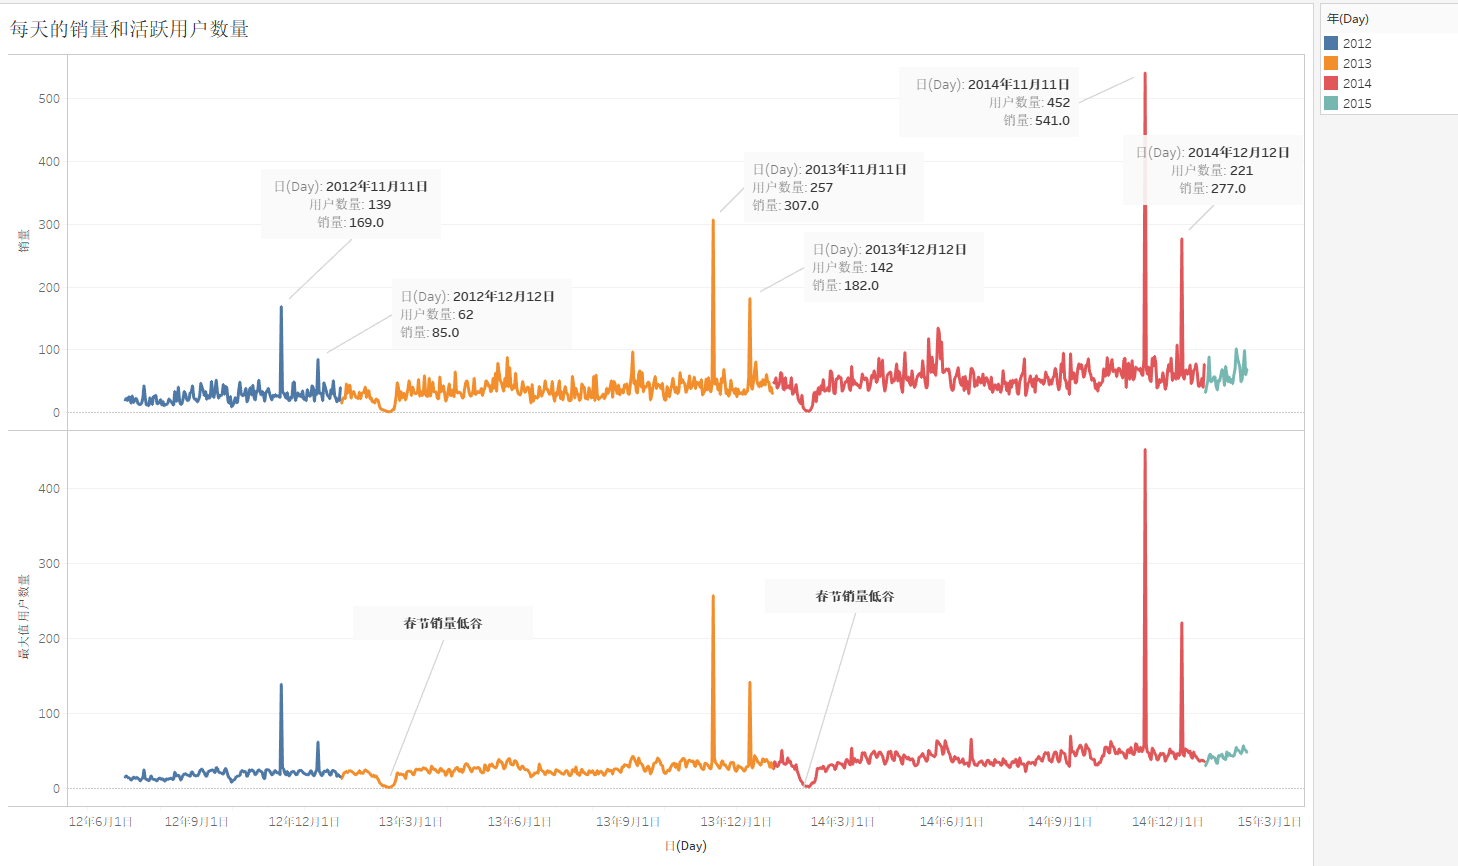 每天的销量和活跃用户数量
年(Day)
2012
2013
2014
2015
销量
500
400
300
200
100
0
日(Day): 2012年11月11日
用户数量: 139
销量: 169.0
日(Day): 2012年12月12日
用户数量: 62
销量: 85.0
日(Day): 2013年11月11日
用户数量: 257
销量: 307.0
日(Day): 2013年12月12日
用户数量: 142
销量: 182.0
日(Day): 2014年11月11日
用户数量: 452
销量: 541.0
日(Day): 2014年12月12日
用户数量: 221
销量: 277.0
最大值 用户数量
400
300
200
100
0
春节销量低谷
春节销量低谷
12年6月1日
12年9月1日
12年12月1日
13年3月1日
13年6月1日
13年9月1日
13年12月1日
14年3月1日
14年6月1日
14年9月1日
14年12月1日
15年3月1日
日(Day)